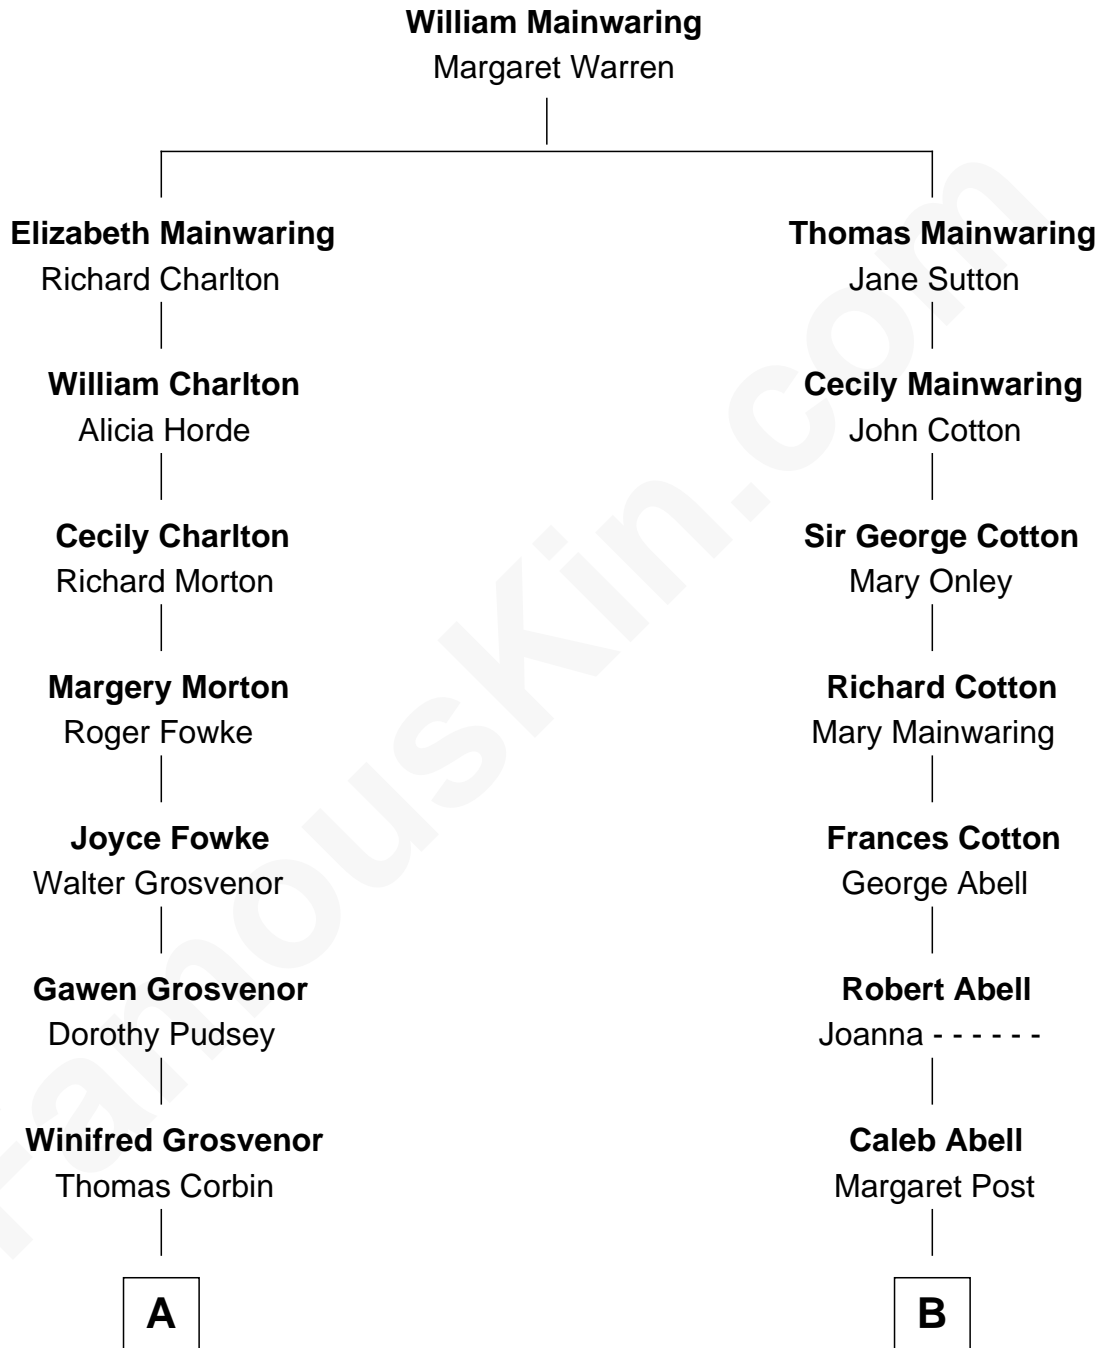 William Mainwaring
Margaret Warren
Elizabeth Mainwaring
Richard Charlton
Thomas Mainwaring
Jane Sutton
William Charlton
Alicia Horde
Cecily Mainwaring
John Cotton
Cecily Charlton
Richard Morton
Sir George Cotton
Mary Onley
Margery Morton
Roger Fowke
Richard Cotton
Mary Mainwaring
Joyce Fowke
Walter Grosvenor
Frances Cotton
George Abell
Gawen Grosvenor
Dorothy Pudsey
Robert Abell
Joanna - - - - - -
Winifred Grosvenor
Thomas Corbin
Caleb Abell
Margaret Post
A
B
FamousKin.com